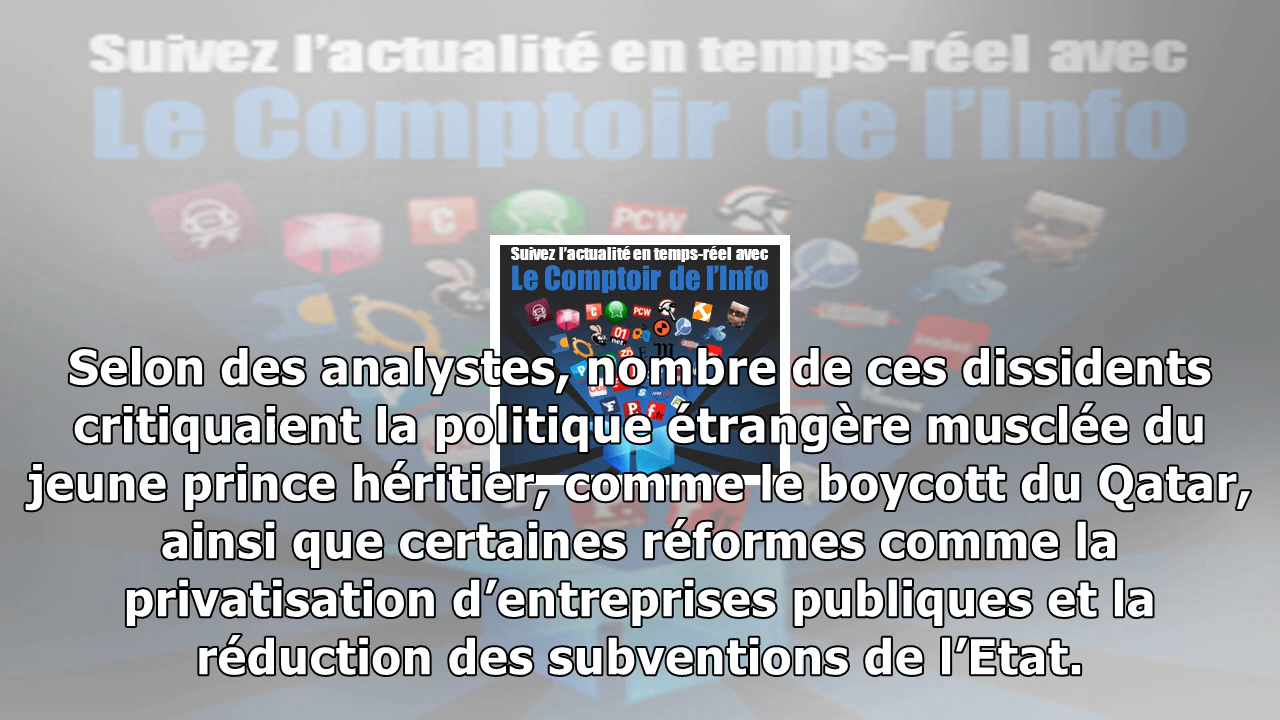 Suivez l’actualité en temps-réel avec
Le Comptoir de l’Info
PCW
Suivez l’actualité en temps-réel avec
Le Comptoir de l’Info
PCW
01
Selon des analystes, nombre de ces dissidents
critiquaient la politique étrangère musclée du
jeune prince héritier, comme le boycott du Qatar,
ainsi que certaines réformes comme la
privatisation d’entreprises publiques et la
réduction des subventions de l’Etat.